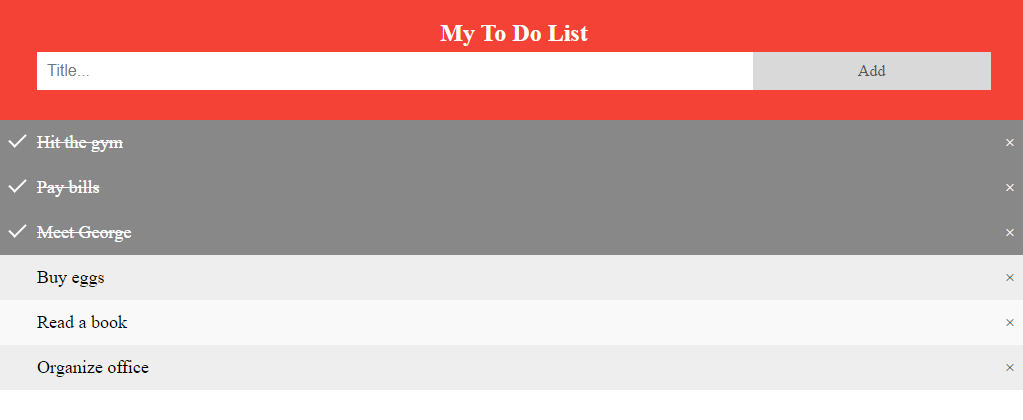 My To Do List
Title...
Add
Hit the gym ×
Pay bills ×
Meet George ×
Buy eggs ×
Read a book ×
Organize office ×